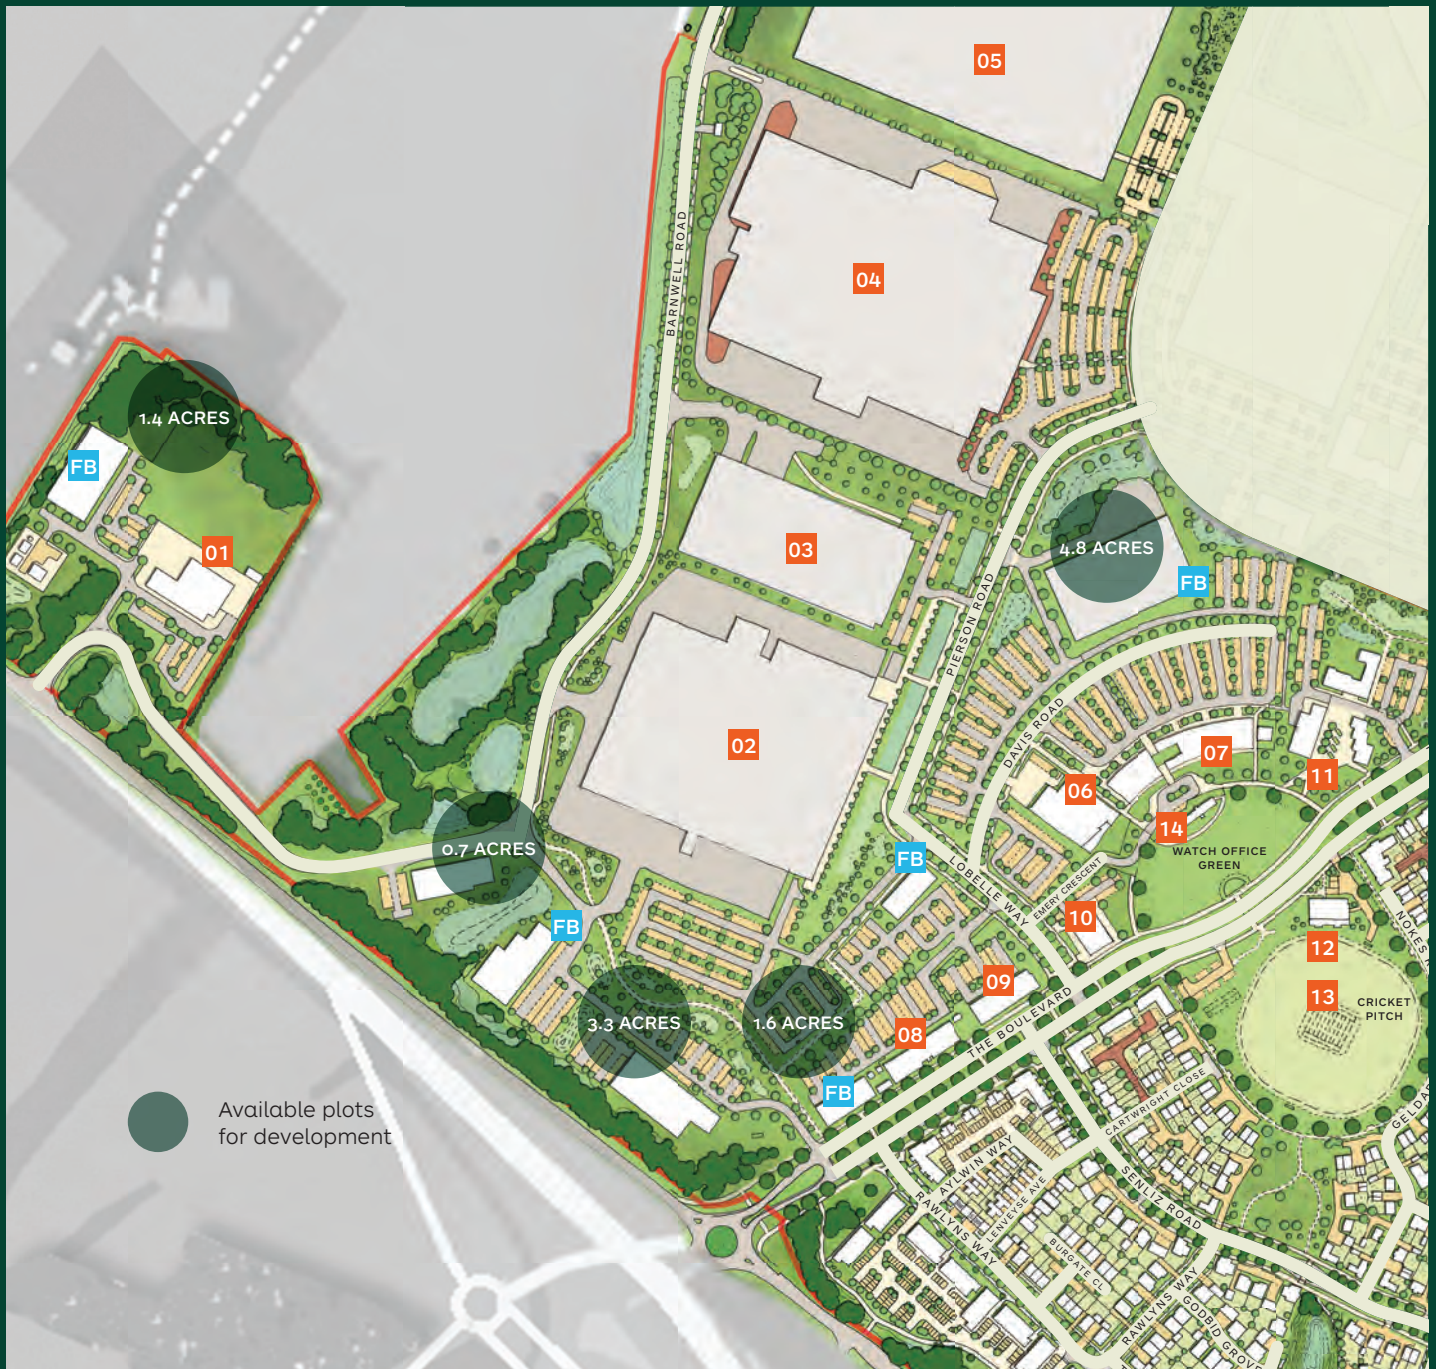 05
BARNWELL ROAD
04
1.4 ACRES
FB
01
03
4.8 ACRES
FB
PIERSON ROAD
02
DAVIS ROAD
07
11
06
14
WATCH OFFICE
GREEN
0.7 ACRES
FB
LOBELLE WAY
EMERY CRESCENT
10
FB
12
NOKES
09
13
CRICKET
PITCH
3.3 ACRES
1.6 ACRES
08
THE BOULEVARD
FB
CARTWRIGHT CLOSE
GELDA
Available plots
for development
AYLWIN WAY
RAWLYNS WAY
LENVEYSE AVE
SENLIZ ROAD
BURGATE CL
RAWLYNS WAY
GODBID GROVE